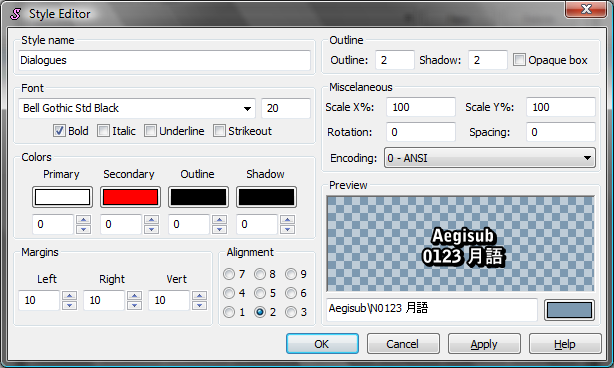 Style Editor
Style name
Dialogues
Font
Bell Gothic Std Black 20
Bold Italic Underline Strikeout
Colors
Primary Secondary Outline Shadow
0 0 0 0
Margins
Left Right Vert
10 10 10
Alignment
7 8 9
4 5 6
1 2 3
Outline
Outline: 2 Shadow: 2 Opaque box
Miscelaneous
Scale X%: 100 Scale Y%: 100
Rotation: 0 Spacing: 0
Encoding: 0 - ANSI
Preview
Aegisub
0123 月語
Aegisub\N0123 月語
OK Cancel Apply Help